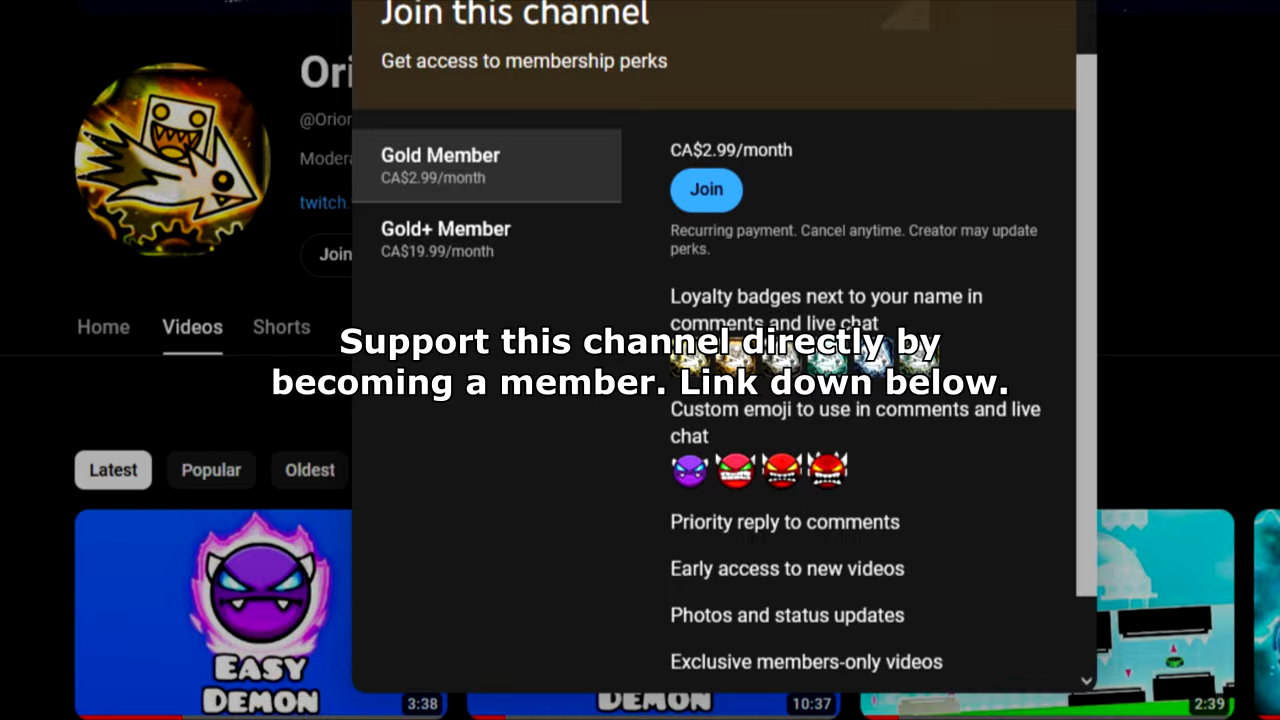 Join this channel
Get access to membership perks
Ori
@Orior
Modera
twitch.
Join
Home Videos Shorts
Latest Popular Oldest
Gold Member
CA$2.99/month
Gold+ Member
CA$19.99/month
CA$2.99/month
Join
Recurring payment. Cancel anytime. Creator may update
perks.
Loyalty badges next to your name in
comments and live chat
Support this channel directly by
becoming a member. Link down below.
Custom emoji to use in comments and live
chat
Priority reply to comments
Early access to new videos
Photos and status updates
Exclusive members-only videos
EASY
DEMON
3:38
DEMON
10:37
2:39